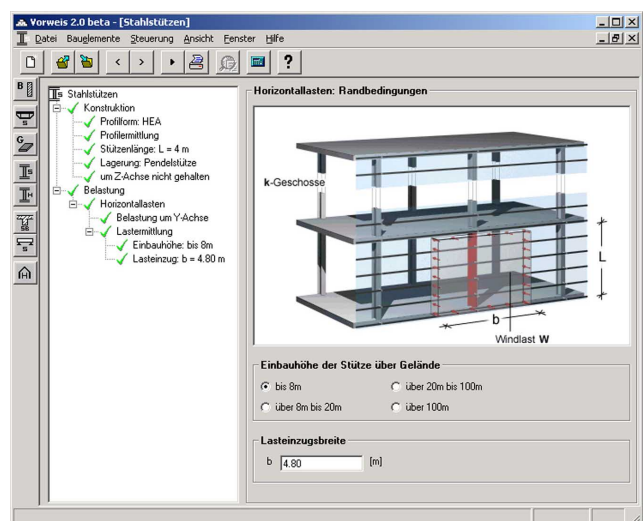 Vorweis 2.0 beta - [Stahlstützen]
Datei Bauelemente Steuerung Ansicht Fenster Hilfe
?
B
S
G
S
H
SB
S
H
Stahlstützen
Konstruktion
Profilform: HEA
Profilermittlung
Stützenlänge: L = 4 m
Lagerung: Pendelstütze
um Z-Achse nicht gehalten
Belastung
Horizontallasten
Belastung um Y-Achse
Lastermittlung
Einbauhöhe: bis 8m
Lasteinzug: b = 4.80 m
Horizontallasten: Randbedingungen
k-Geschosse
L
b
Windlast W
Einbauhöhe der Stütze über Gelände
bis 8m
über 20m bis 100m
über 8m bis 20m
über 100m
Lasteinzugsbreite
b 4.80 [m]